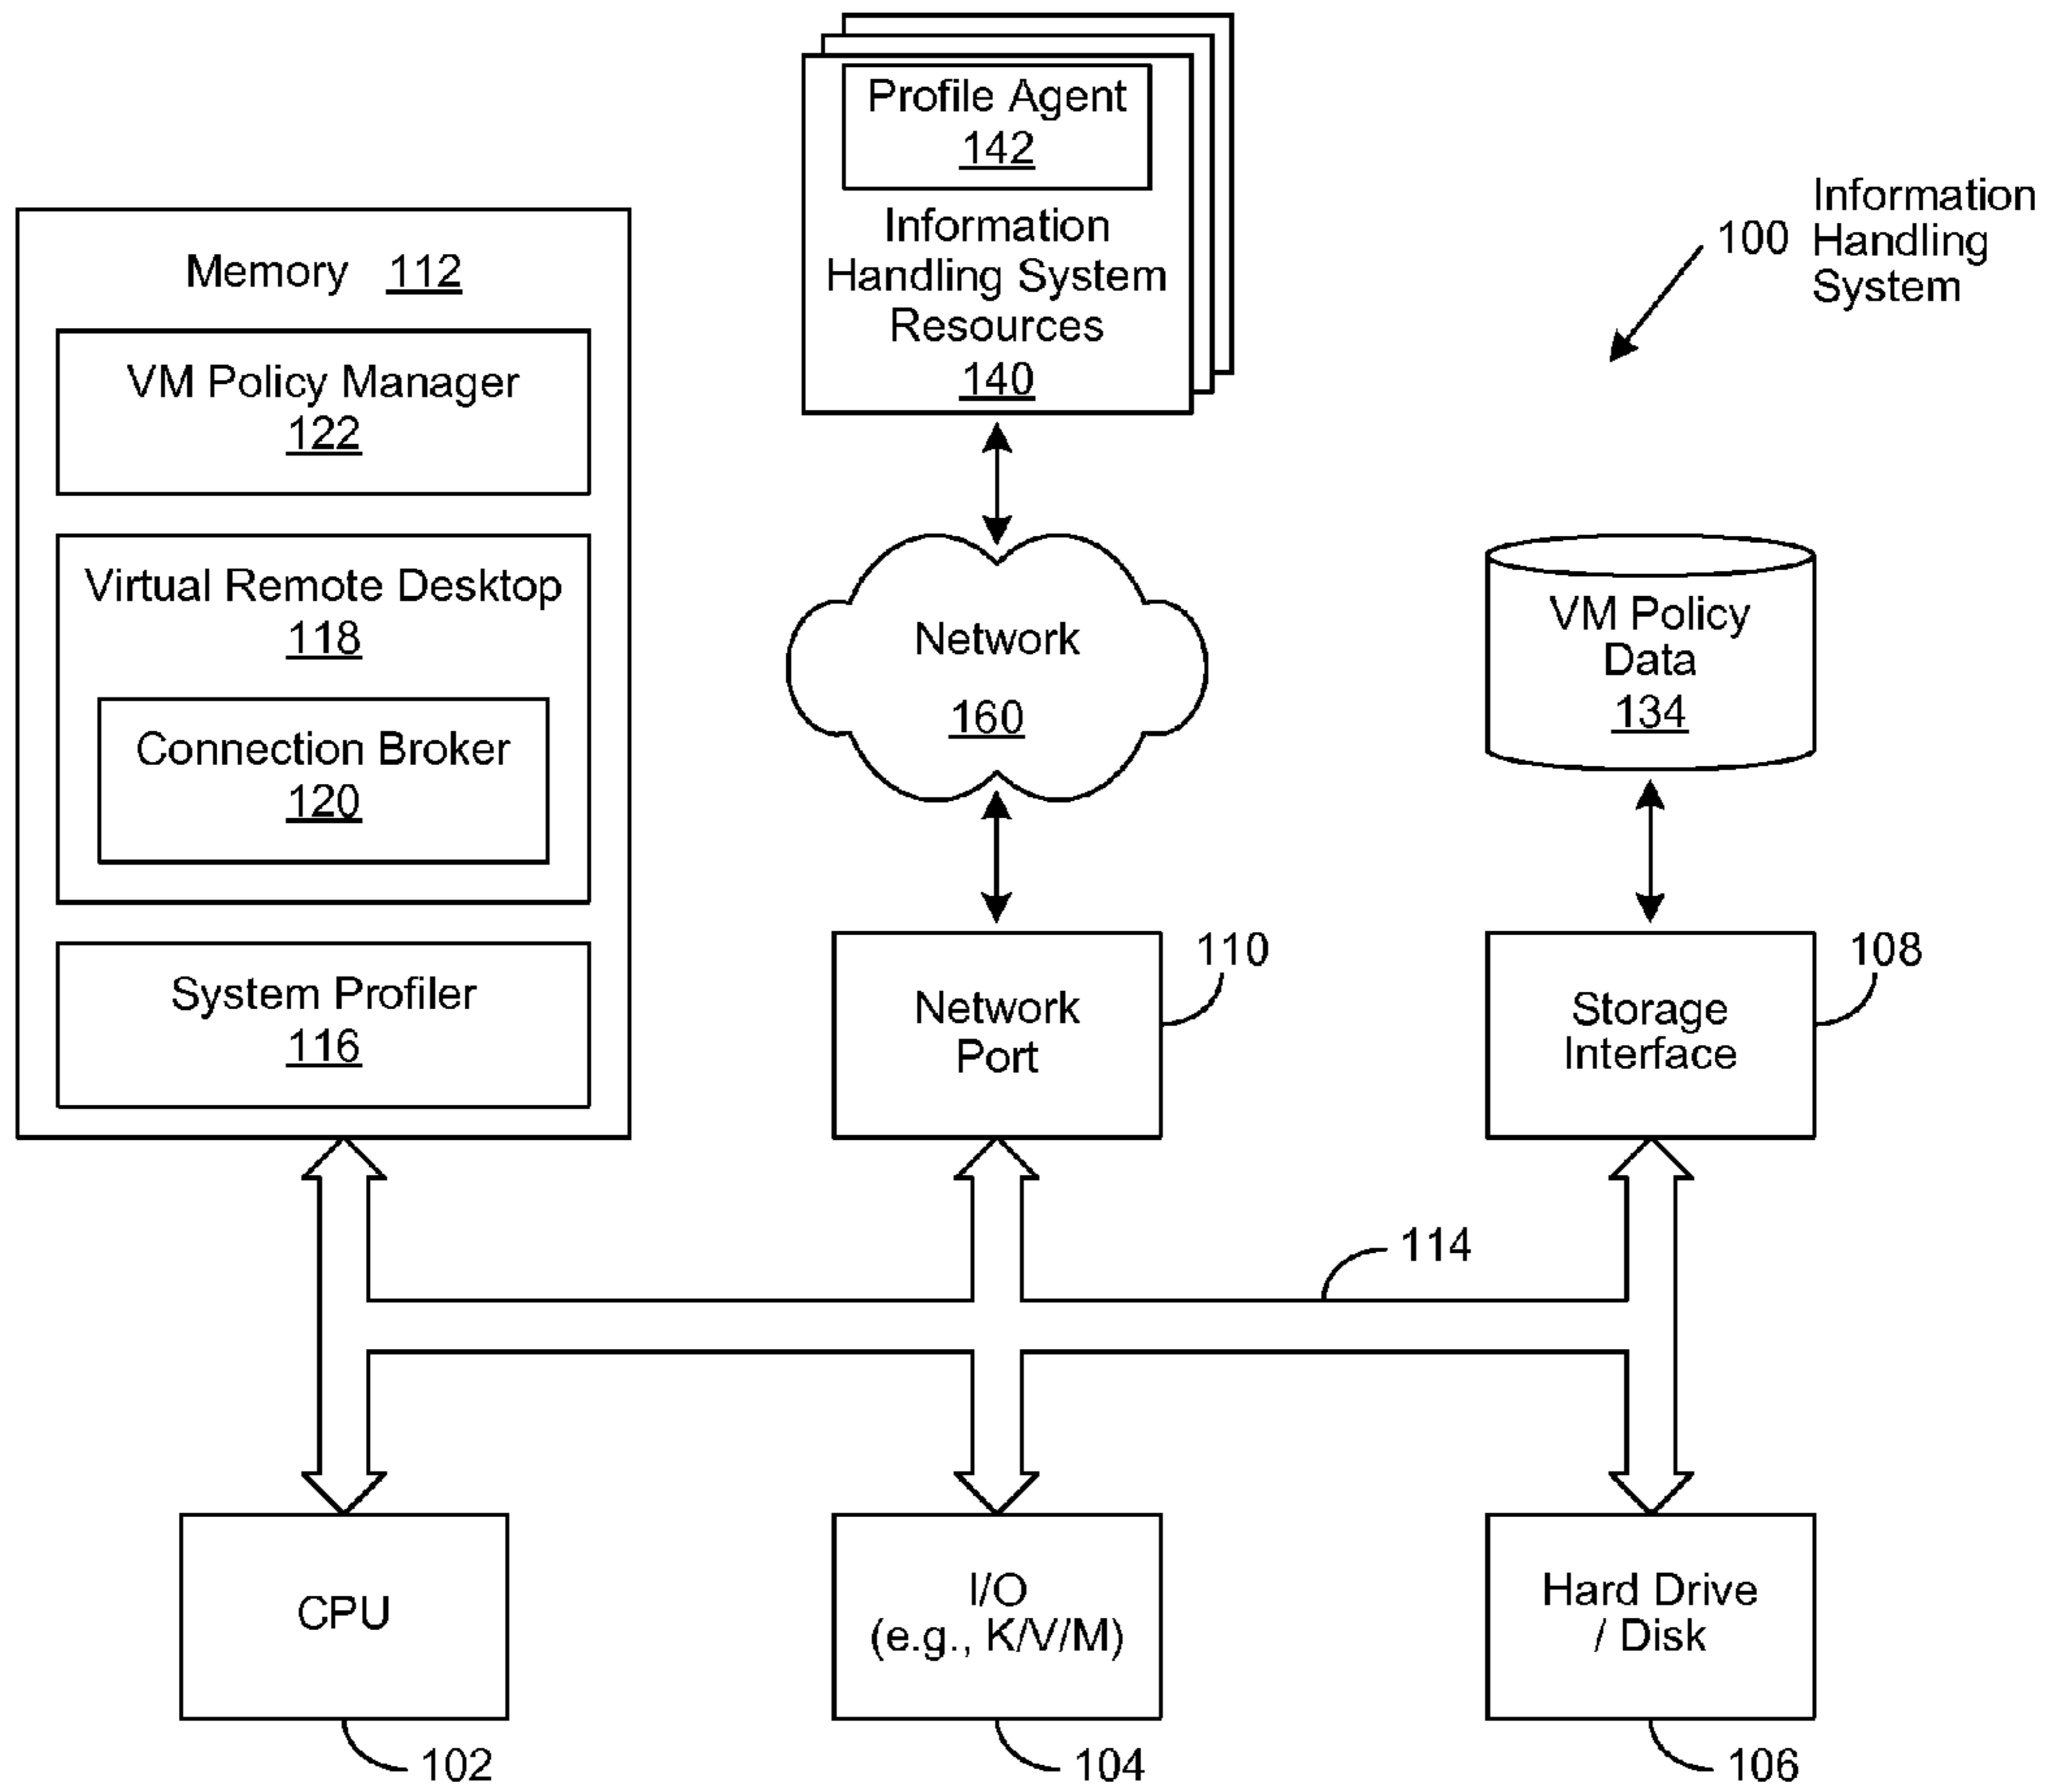 Profile Agent
142
Information
Handling System
Resources
140
100
Information
Handling
System
Memory 112
VM Policy Manager
122
Virtual Remote Desktop
118
Connection Broker
120
System Profiler
116
Network
160
VM Policy
Data
134
Network
Port
110
Storage
Interface
108
114
CPU
102
I/O
(e.g., K/V/M)
104
Hard Drive
/ Disk
106